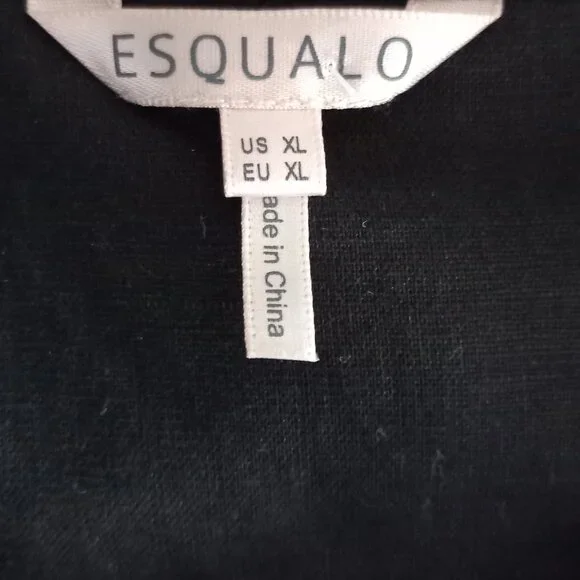 ESQUALO
US XL
EU XL
ade in China